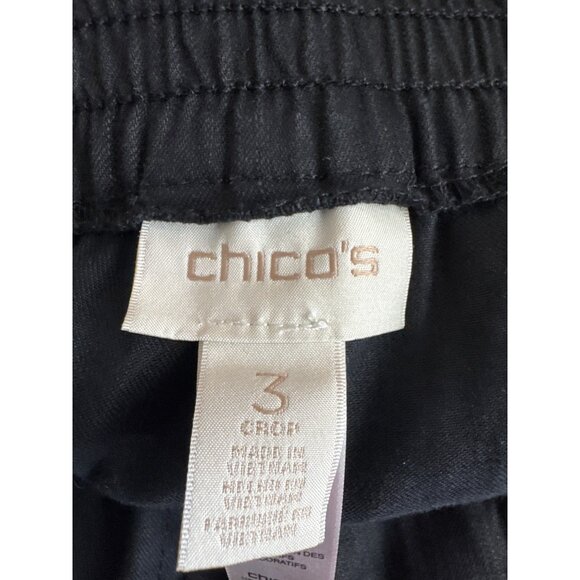 chico's
3
CROP
MADE IN
VIETNAM
HECHO EN
VIETNAM
FABRIQUÉ AU
VIETNAM